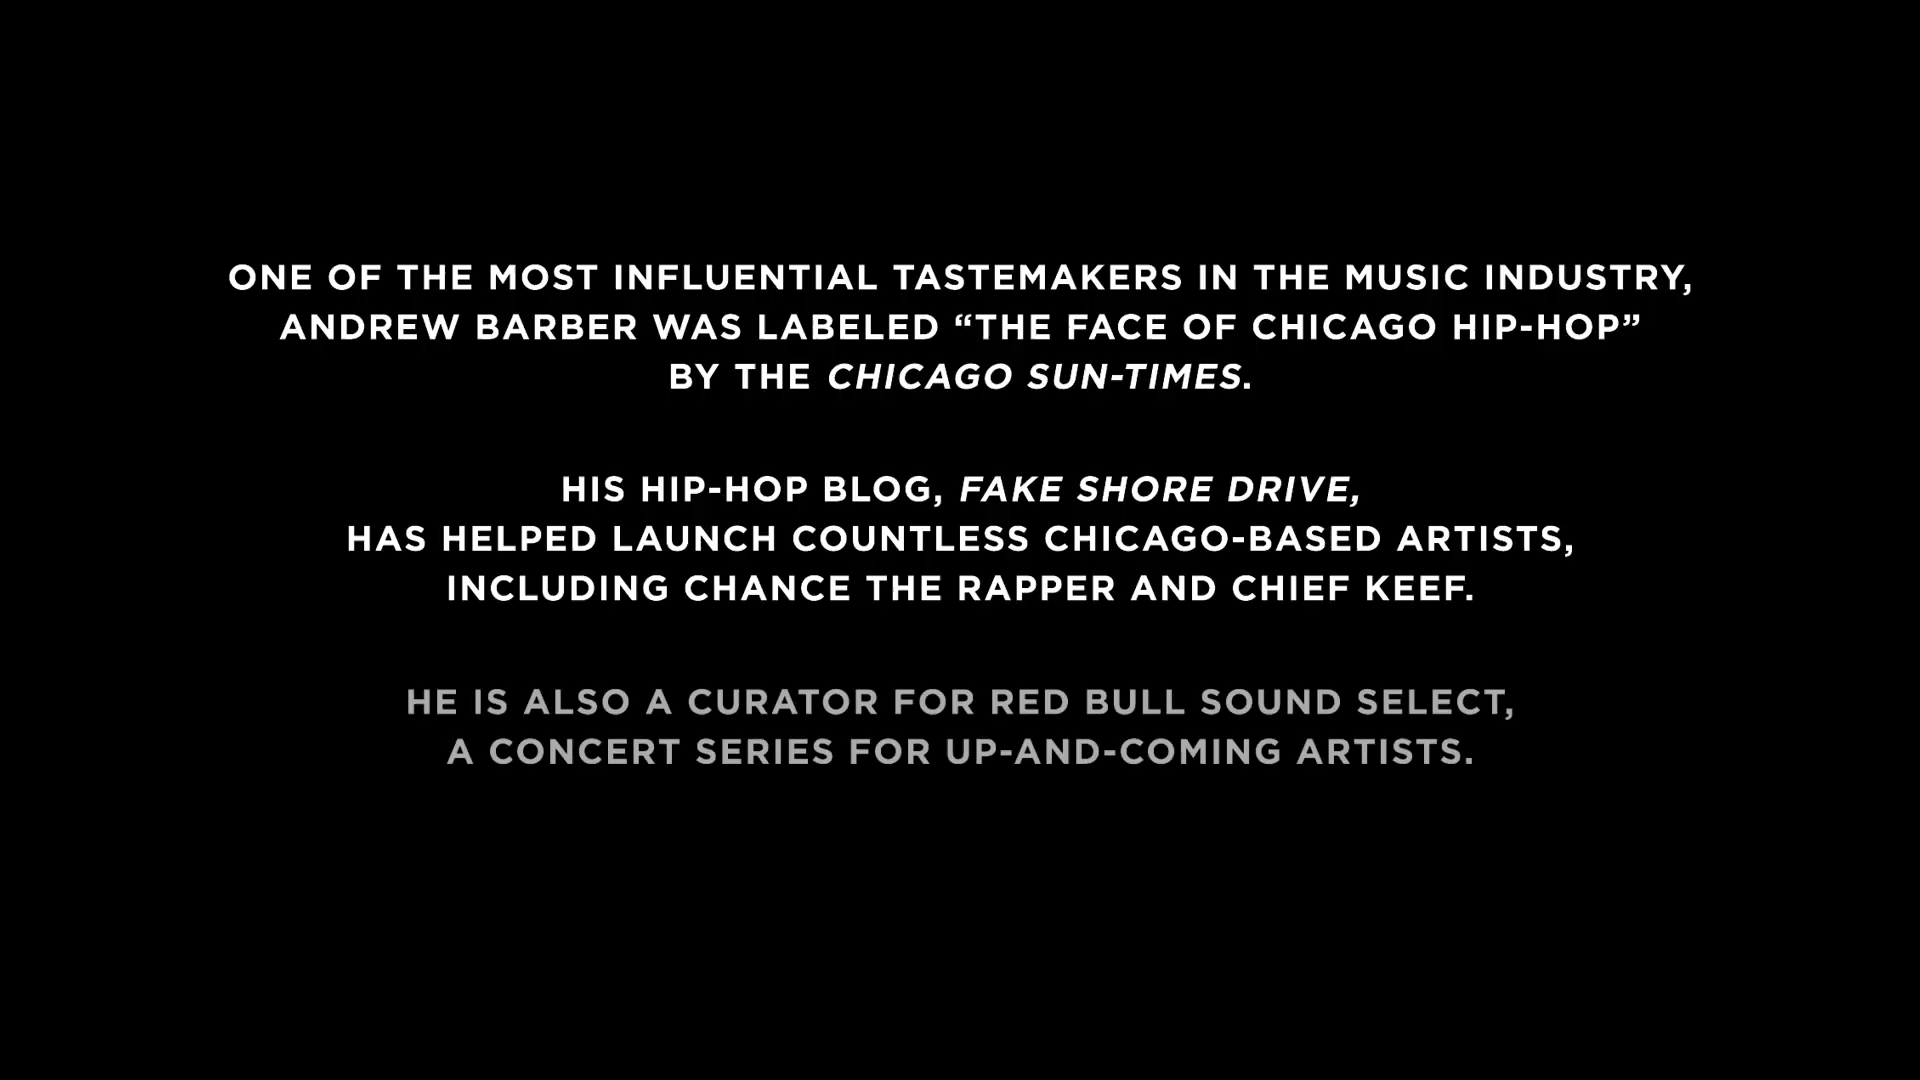 ONE OF THE MOST INFLUENTIAL TASTEMAKERS IN THE MUSIC INDUSTRY,
ANDREW BARBER WAS LABELED “THE FACE OF CHICAGO HIP-HOP”
BY THE CHICAGO SUN-TIMES.
HIS HIP-HOP BLOG, FAKE SHORE DRIVE,
HAS HELPED LAUNCH COUNTLESS CHICAGO-BASED ARTISTS,
INCLUDING CHANCE THE RAPPER AND CHIEF KEEF.
HE IS ALSO A CURATOR FOR RED BULL SOUND SELECT,
A CONCERT SERIES FOR UP-AND-COMING ARTISTS.